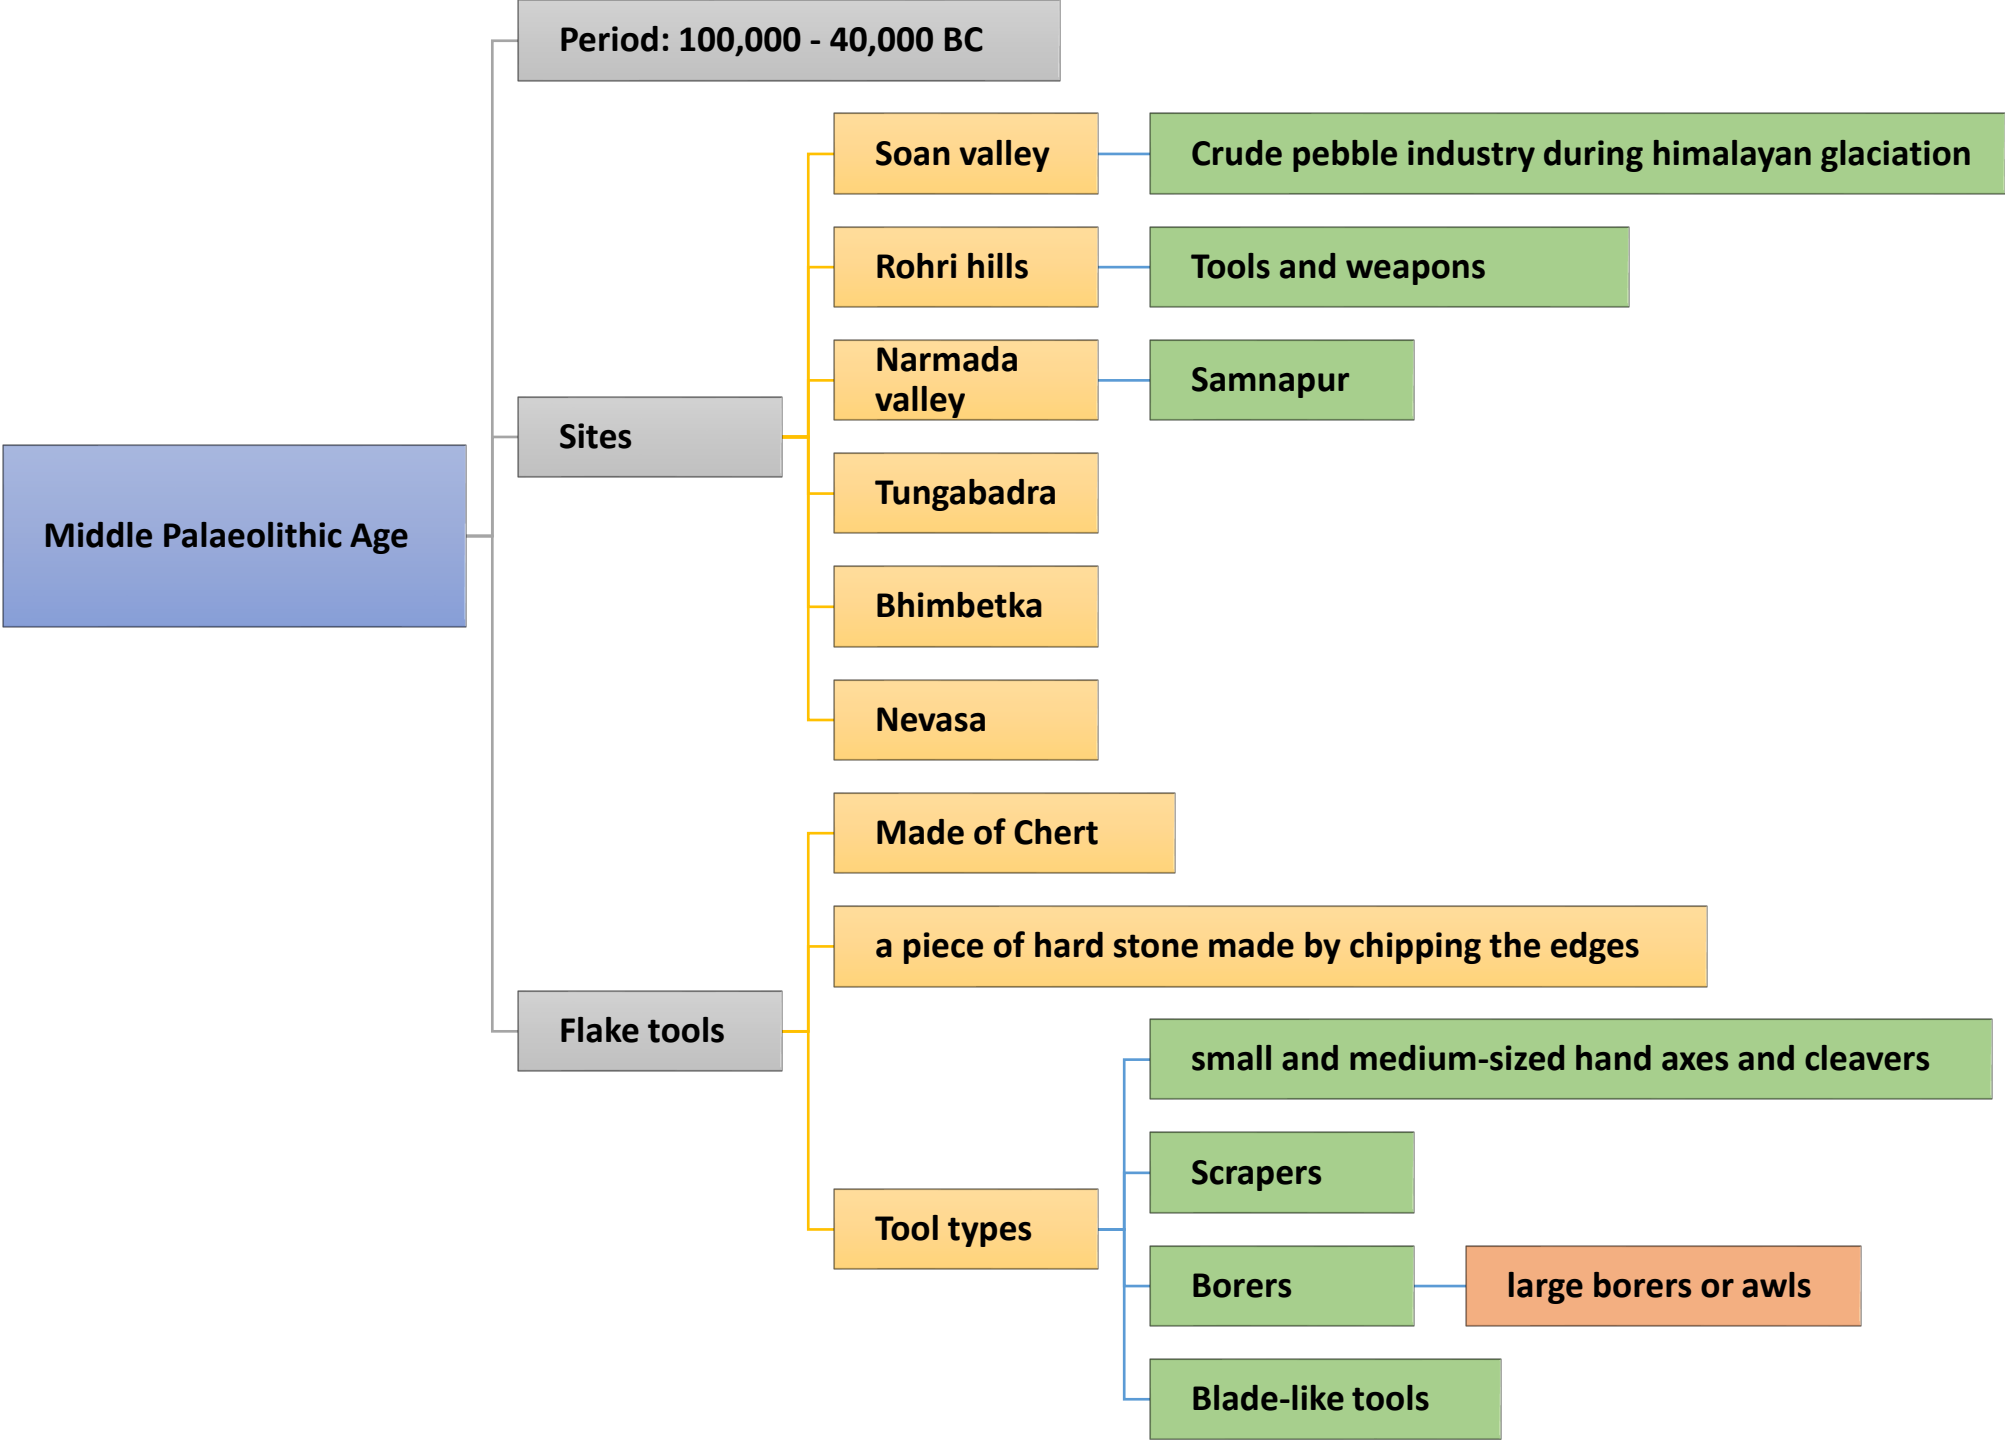 Middle Palaeolithic Age
Period: 100,000 - 40,000 BC
Sites
Soan valley
Crude pebble industry during himalayan glaciation
Rohri hills
Tools and weapons
Narmada
valley
Samnapur
Tungabadra
Bhimbetka
Nevasa
Flake tools
Made of Chert
a piece of hard stone made by chipping the edges
Tool types
small and medium-sized hand axes and cleavers
Scrapers
Borers
large borers or awls
Blade-like tools